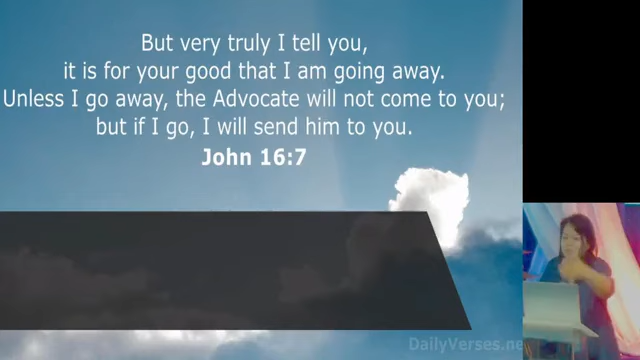 But very truly I tell you,
it is for your good that I am going away.
Unless I go away, the Advocate will not come to you;
but if I go, I will send him to you.
John 16:7
DailyVerses.ne